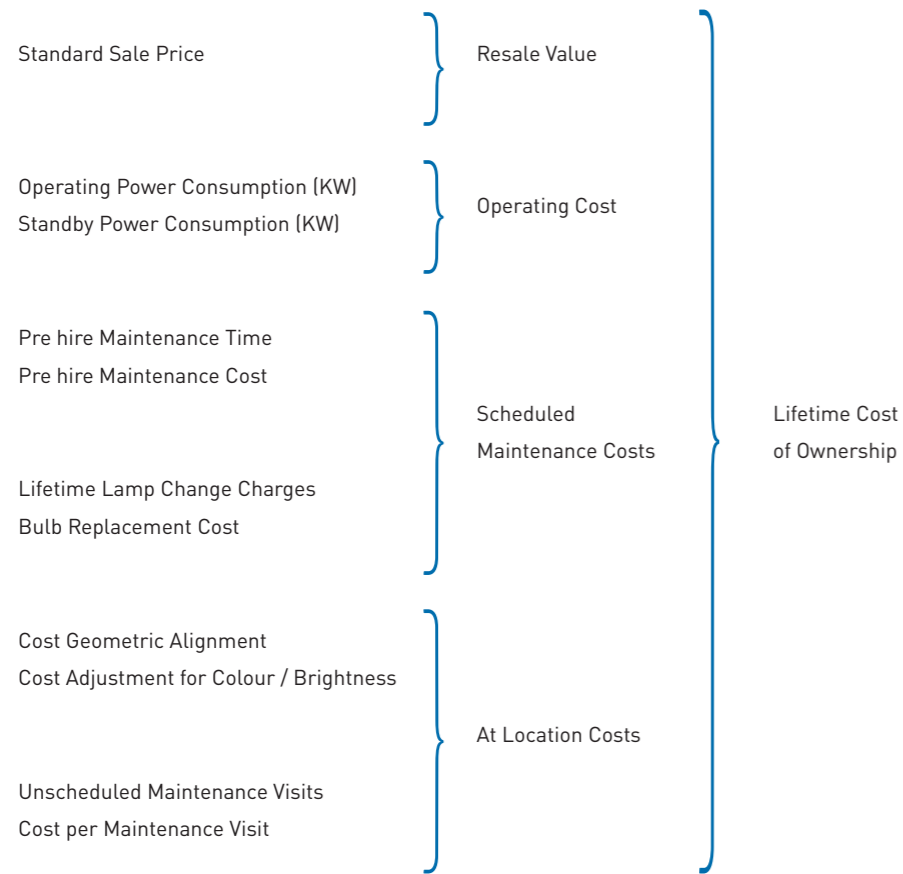 Standard Sale Price
Resale Value
Operating Power Consumption (KW)
Standby Power Consumption (KW)
Operating Cost
Pre hire Maintenance Time
Pre hire Maintenance Cost
Lifetime Lamp Change Charges
Bulb Replacement Cost
Scheduled
Maintenance Costs
Cost Geometric Alignment
Cost Adjustment for Colour / Brightness
Unscheduled Maintenance Visits
Cost per Maintenance Visit
At Location Costs
Lifetime Cost
of Ownership